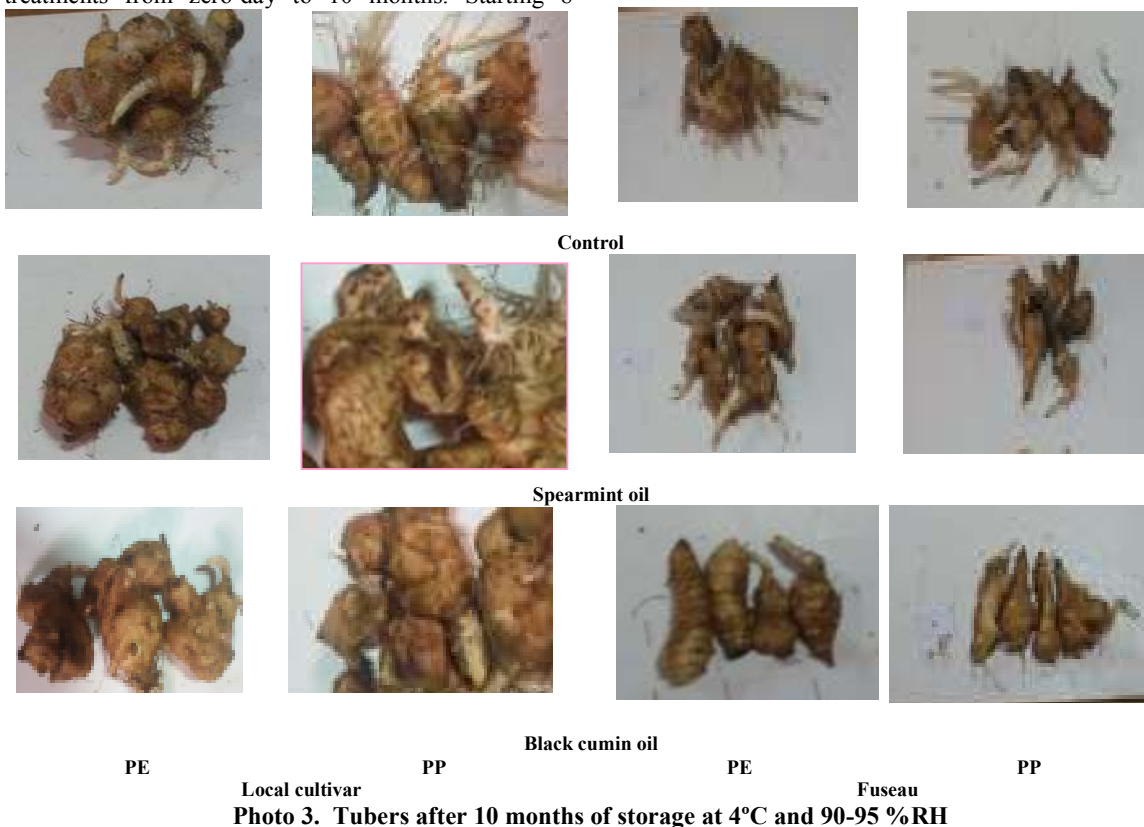 treatments from zero-day to 10 months. Starting
Control
Spearmint oil
Black cumin oil
PE PP PE PP
Local cultivar Fuseau
Photo 3. Tubers after 10 months of storage at 4ºC and 90-95 %RH